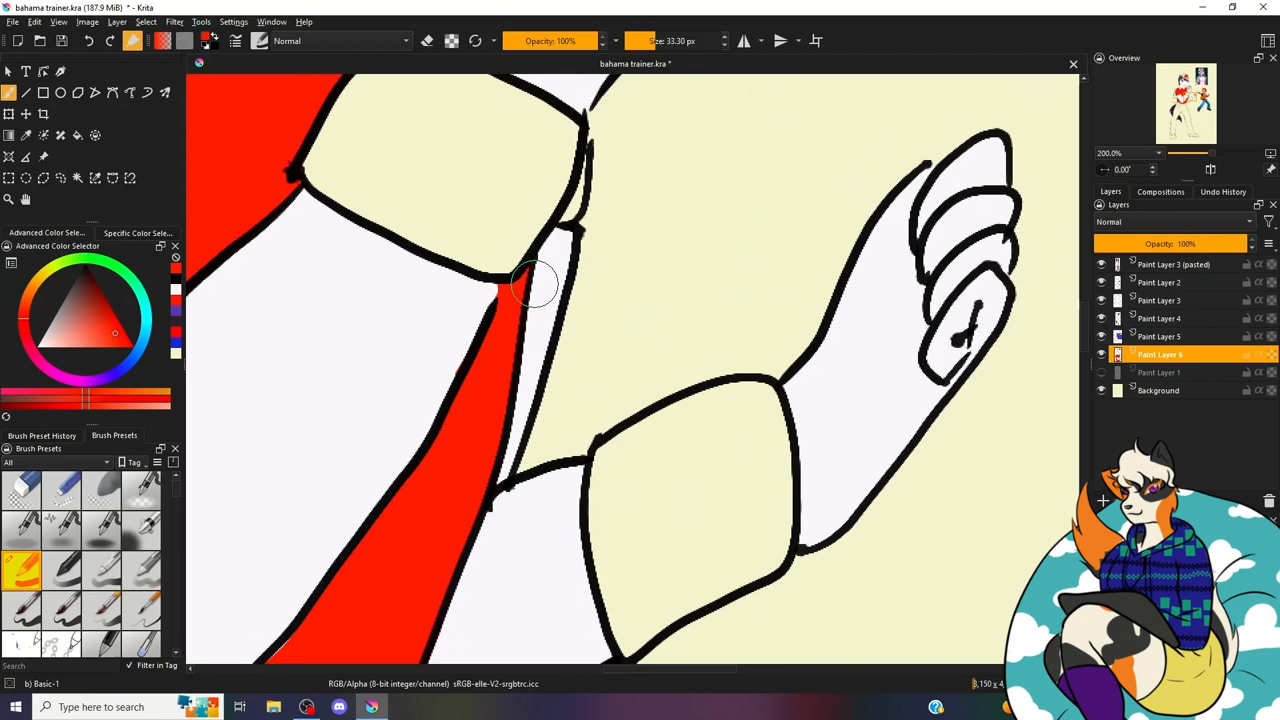 bahama trainer.kra (187.9 MiB) * - Krita
File Edit View Image Layer Select Filter Tools Settings Window Help
Normal Opacity: 100% Size: 33.30 px
bahama trainer.kra *
Overview
200.0%
0.00°
Layers Compositions Undo History
Layers
Normal
Opacity: 100%
Paint Layer 3 (pasted)
Paint Layer 2
Paint Layer 3
Paint Layer 4
Paint Layer 5
Paint Layer 6
Paint Layer 1
Background
Advanced Color Selec... Specific Color Selec...
Advanced Color Selector
Brush Preset History Brush Presets
Brush Presets
All Tag
Search Filter in Tag
b) Basic-1 RGB/Alpha (8-bit integer/channel) sRGB-elle-V2-srgbtrc.icc
Type here to search